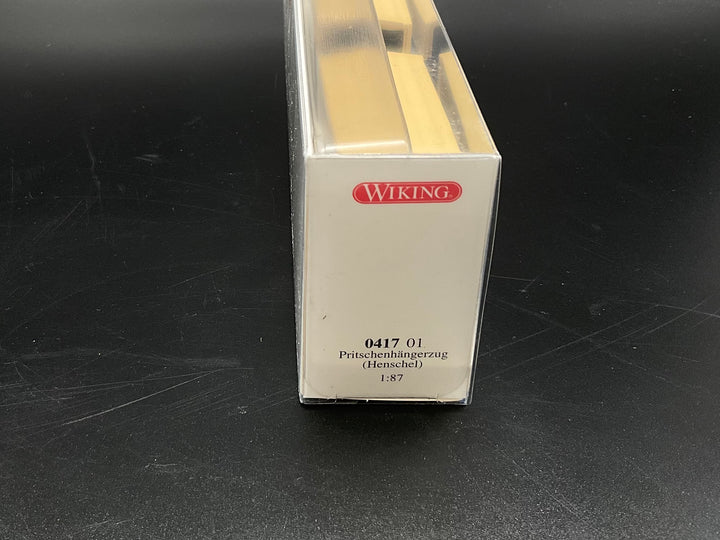 WIKING
0417 01
Pritschenhängerzug
(Henschel)
1:87